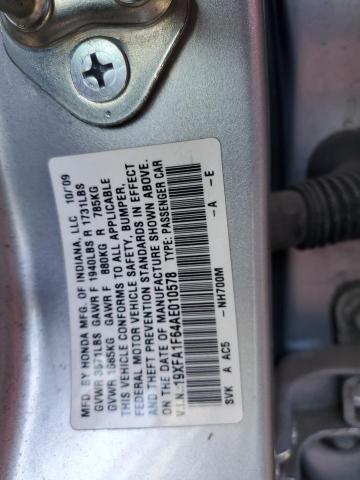 MFD. BY HONDA MFG. OF INDIANA, LLC 10/'09
GVWR 3671LBS GAWR F 1940LBS R 1731LBS
GVWR 1665KG GAWR F 880KG R 785KG
THIS VEHICLE CONFORMS TO ALL APPLICABLE
FEDERAL MOTOR VEHICLE SAFETY, BUMPER,
AND THEFT PREVENTION STANDARDS IN EFFECT
ON THE DATE OF MANUFACTURE SHOWN ABOVE.
V.I.N.:19XFA1F64AE010578 TYPE: PASSENGER CAR
-NH700M -A -E
SVK A AC5